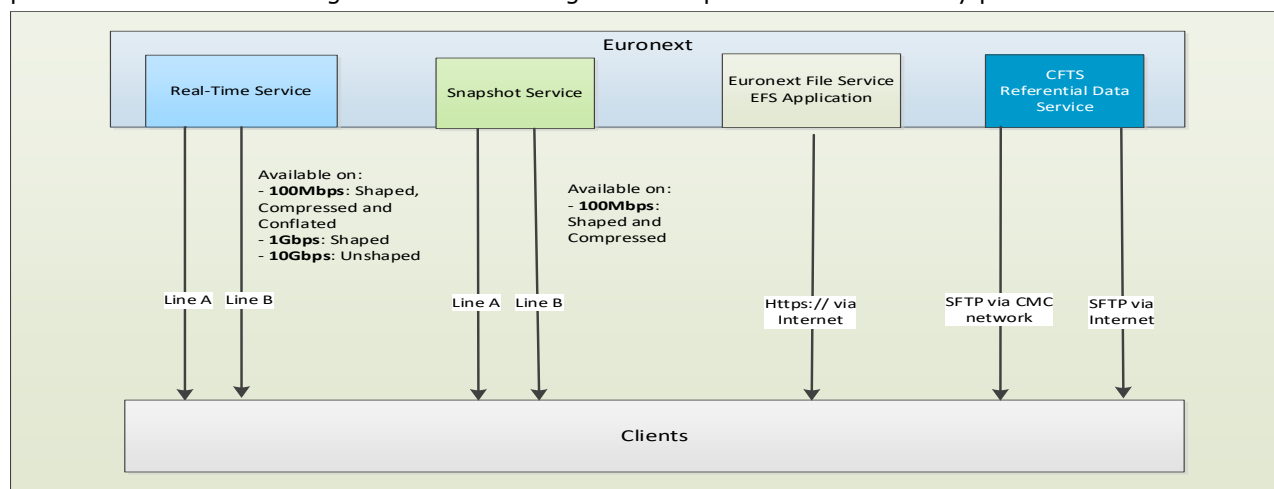 Euronext
Real-Time Service
Snapshot Service
Euronext File Service
EFS Application
CFTS
Referential Data
Service
Available on:
- 100Mbps: Shaped,
Compressed and
Conflated
- 1Gbps: Shaped
- 10Gbps: Unshaped
Available on:
- 100Mbps:
Shaped and
Compressed
Line A
Line B
Line A
Line B
Https:// via
Internet
SFTP via CMC
network
SFTP via
Internet
Clients